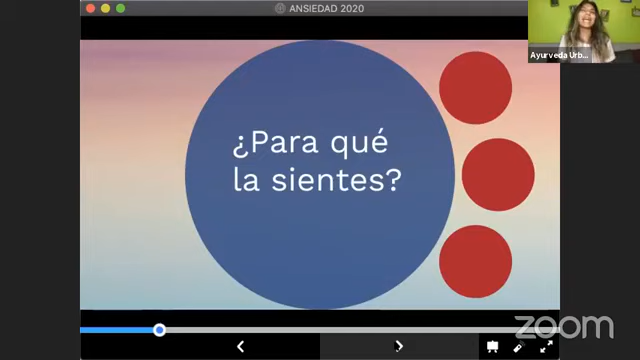 ANSIEDAD 2020
Ayurveda Urb...
¿Para qué
la sientes?
zoom